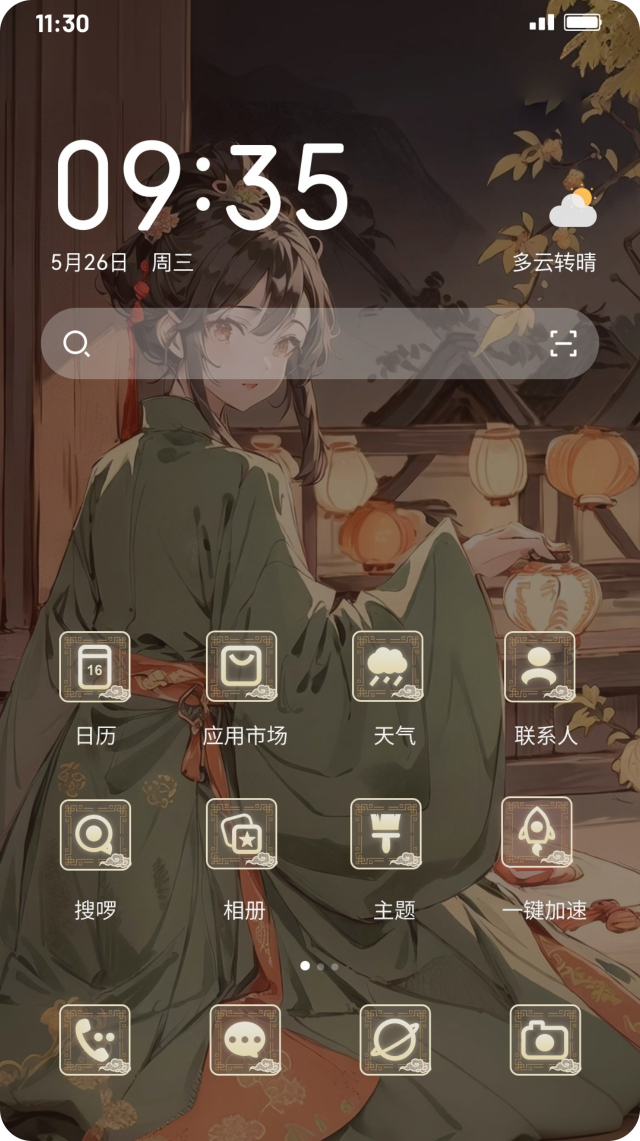 11:30
09:35
5月26日 周三
多云转晴
16
日历 应用市场 天气 联系人
搜啰 相册 主题 一键加速